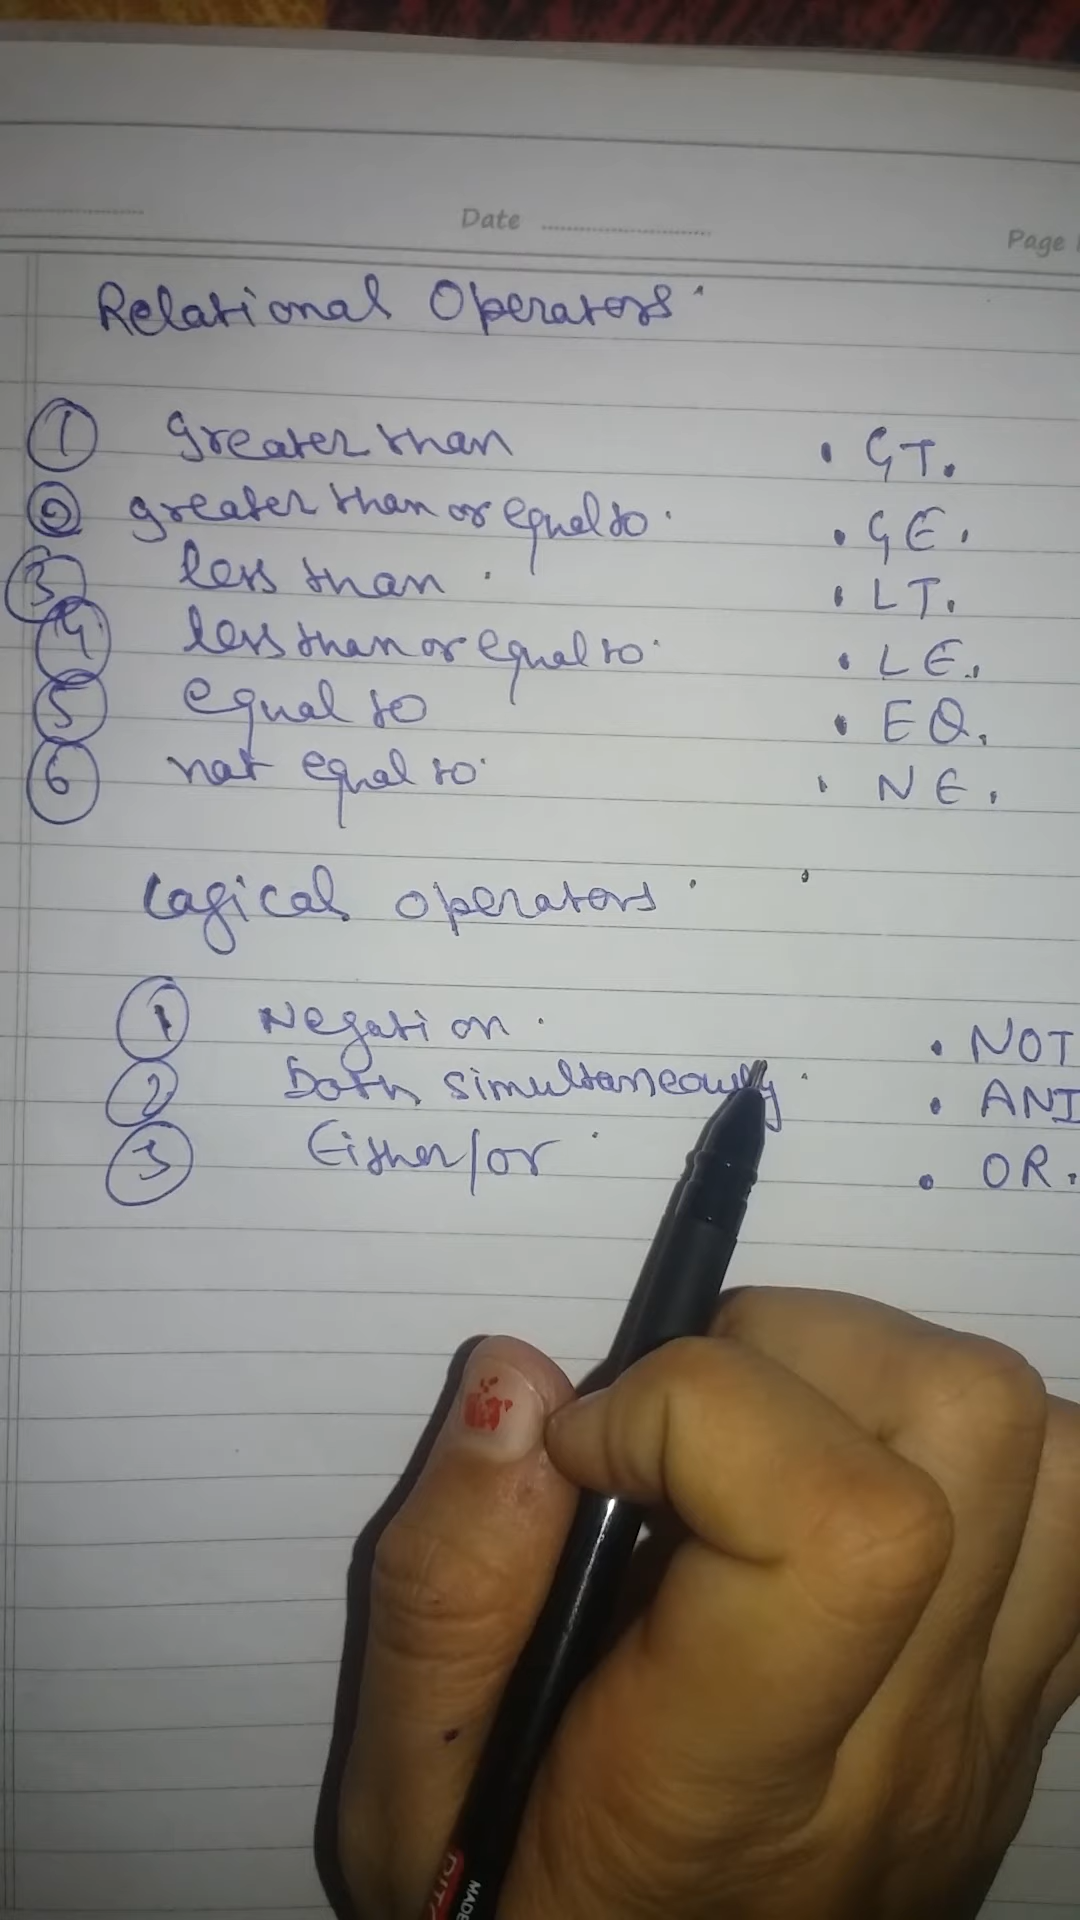 Date
Page
Relational Operators
1 greater than .GT.
2 greater than or equal to .GE.
3 less than .LT.
4 less than or equal to .LE.
5 equal to .EQ.
6 not equal to .NE.
Logical operators
1 Negation .NOT
2 Both simultaneously .AND
3 Either/or .OR.
MADE